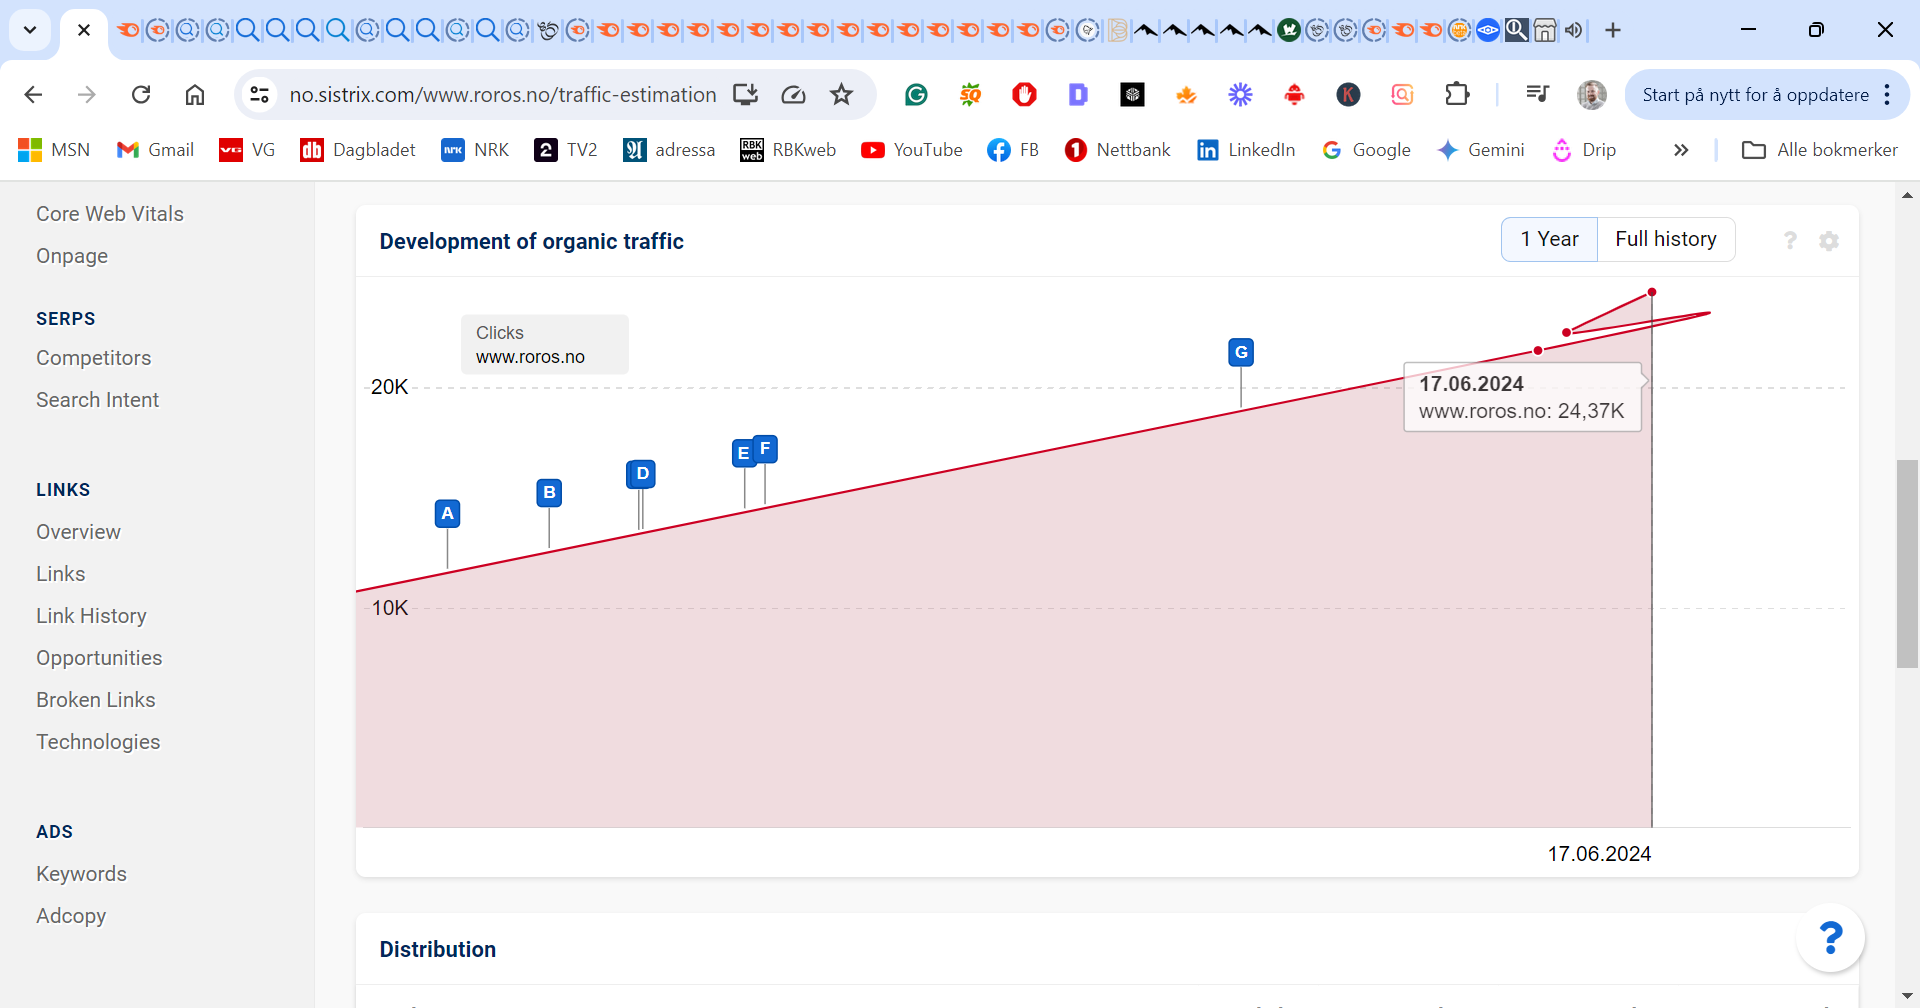 no.sistrix.com/www.roros.no/traffic-estimation
Start på nytt for å oppdatere
MSN
Gmail
VG
Dagbladet
NRK
TV2
adressa
RBKweb
YouTube
FB
Nettbank
LinkedIn
Google
Gemini
Drip
Alle bokmerker
Core Web Vitals
Onpage
SERPS
Competitors
Search Intent
LINKS
Overview
Links
Link History
Opportunities
Broken Links
Technologies
ADS
Keywords
Adcopy
Development of organic traffic
1 Year
Full history
?
Clicks
www.roros.no
20K
10K
A
B
D
E
F
G
17.06.2024
www.roros.no: 24,37K
17.06.2024
Distribution
?